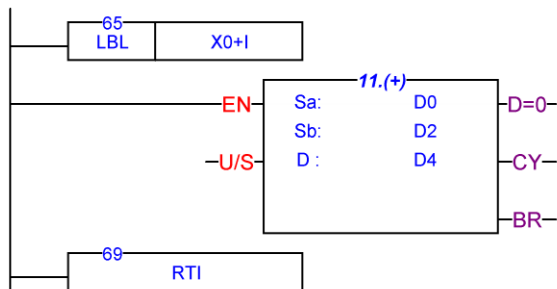 65
LBL X0+I
11.(+)
EN Sa: D0 D=0
Sb: D2
U/S D : D4 CY
BR
69
RTI